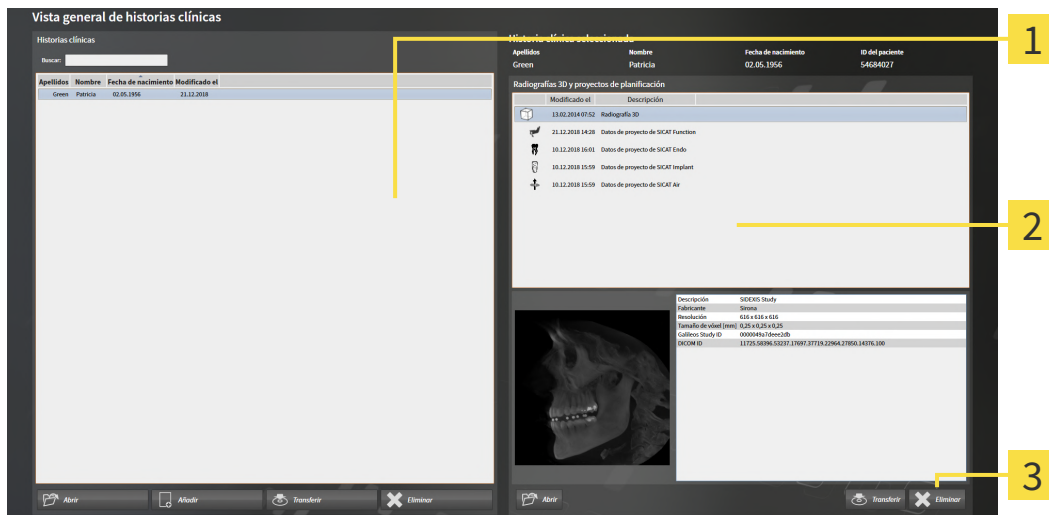 Vista general de historias clínicas
Historias clínicas
Buscar:
Apellidos Nombre Fecha de nacimiento Modificado el
Green Patricia 02.05.1956 21.12.2018
Abrir Añadir Transferir Eliminar
Historia clínica seleccionada
Apellidos Nombre Fecha de nacimiento ID del paciente
Green Patricia 02.05.1956 54684027
Radiografías 3D y proyectos de planificación
Modificado el Descripción
13.02.2014 07:52 Radiografía 3D
21.12.2018 14:28 Datos de proyecto de SICAT Function
10.12.2018 16:01 Datos de proyecto de SICAT Endo
10.12.2018 15:59 Datos de proyecto de SICAT Implant
10.12.2018 15:59 Datos de proyecto de SICAT Air
Descripción SIDEXIS Study
Fabricante Sirona
Resolución 616 x 616 x 616
Tamaño de vóxel [mm] 0,25 x 0,25 x 0,25
Galileos Study ID 0000049a7deee2db
DICOM ID 11725.58396.53237.17697.37719.22964.27850.14376.100
Abrir Transferir Eliminar
1
2
3